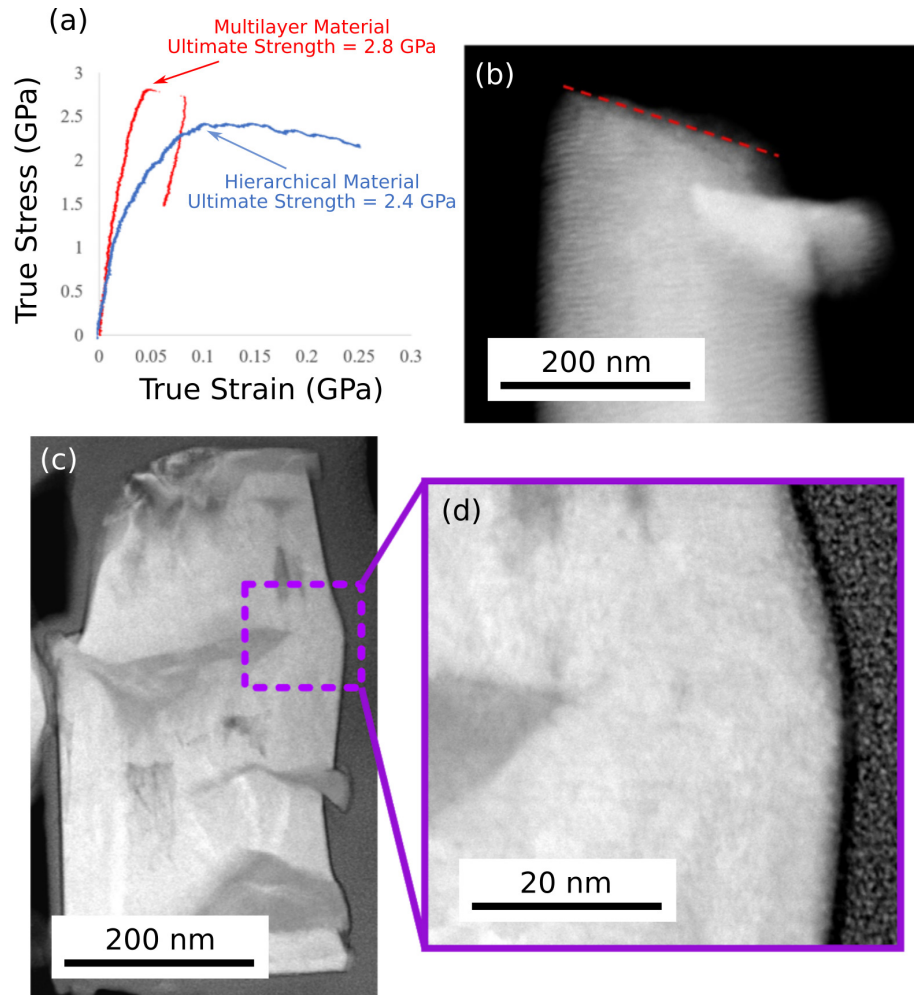 (a)
Multilayer Material
Ultimate Strength = 2.8 GPa
True Stress (GPa)
3
2.5
2
1.5
1
0.5
0
Hierarchical Material
Ultimate Strength = 2.4 GPa
0 0.05 0.1 0.15 0.2 0.25 0.3
True Strain (GPa)
(b)
200 nm
(c)
200 nm
(d)
20 nm